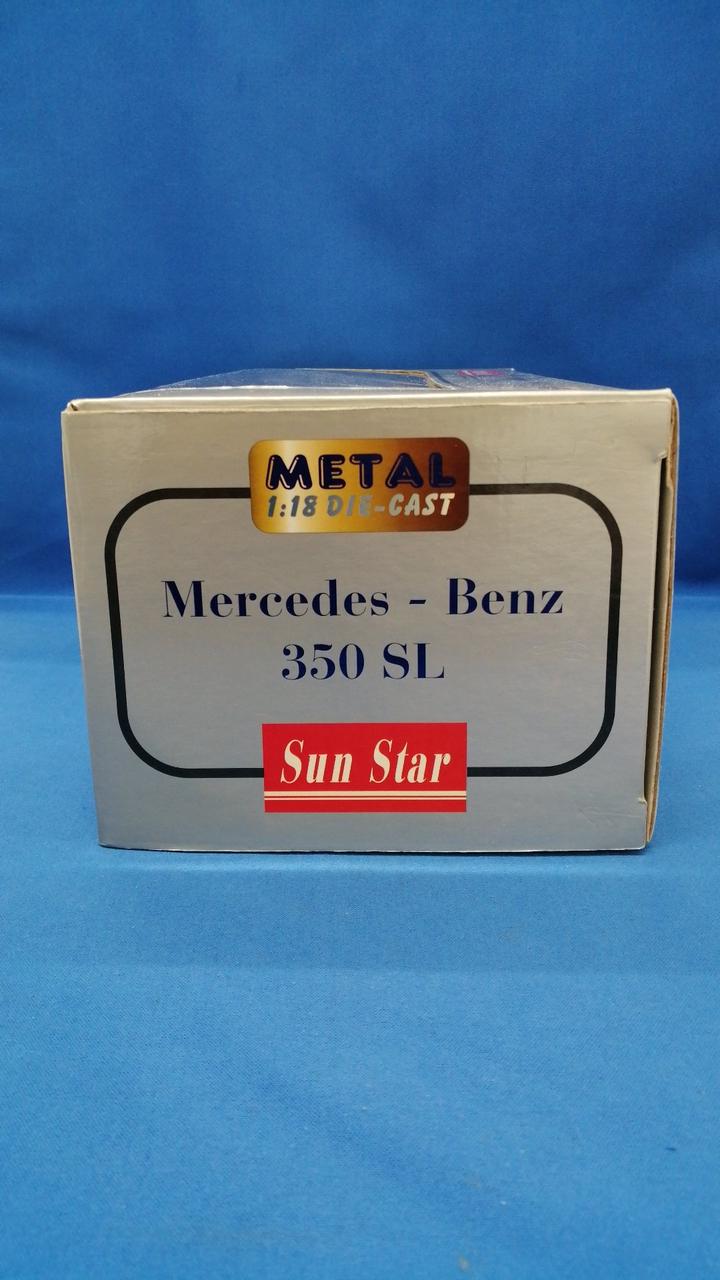 METAL
1:18 DIE-CAST
Mercedes - Benz
350 SL
Sun Star